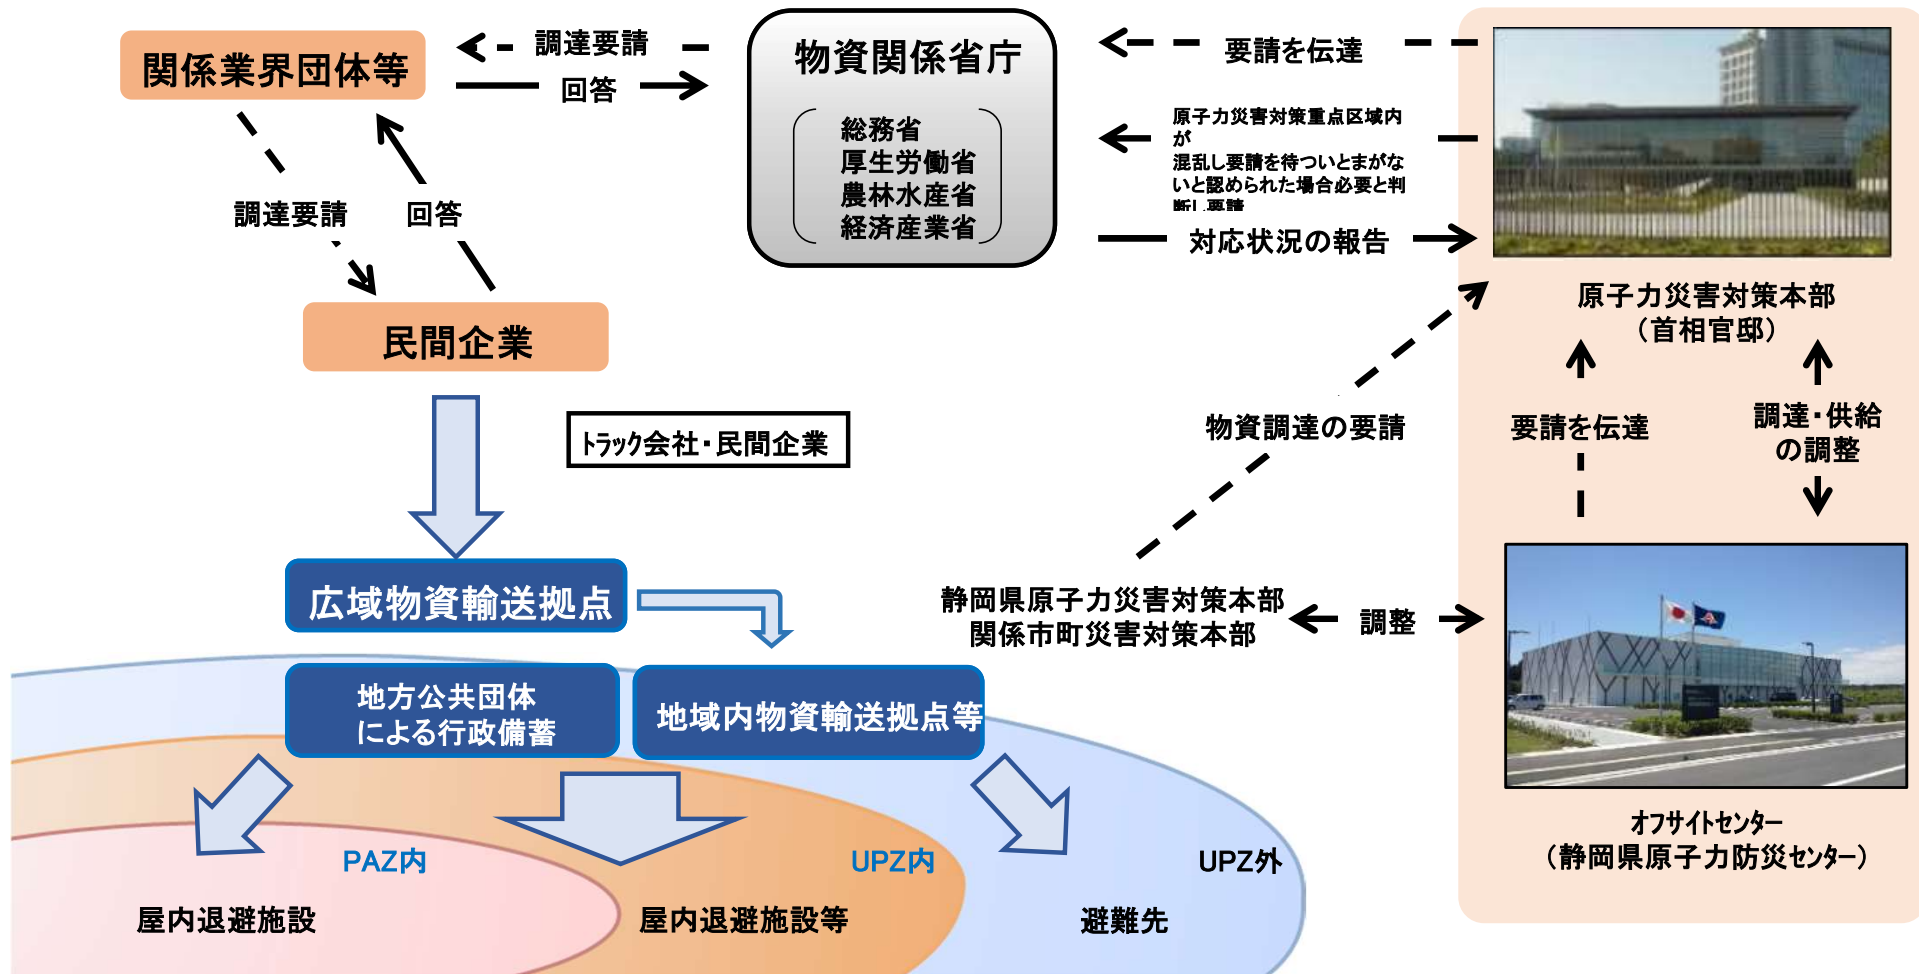 関係業界団体等
調達要請
回答
物資関係省庁
総務省
厚生労働省
農林水産省
経済産業省
要請を伝達
原子力災害対策重点区域内
が
混乱し要請を待ついとまがな
いと認められた場合必要と判
断し要請
対応状況の報告
調達要請
回答
民間企業
原子力災害対策本部
（首相官邸）
トラック会社・民間企業
物資調達の要請
要請を伝達
調達・供給
の調整
広域物資輸送拠点
静岡県原子力災害対策本部
関係市町災害対策本部
調整
地方公共団体
による行政備蓄
地域内物資輸送拠点等
オフサイトセンター
（静岡県原子力防災センター）
PAZ内
UPZ内
UPZ外
屋内退避施設
屋内退避施設等
避難先